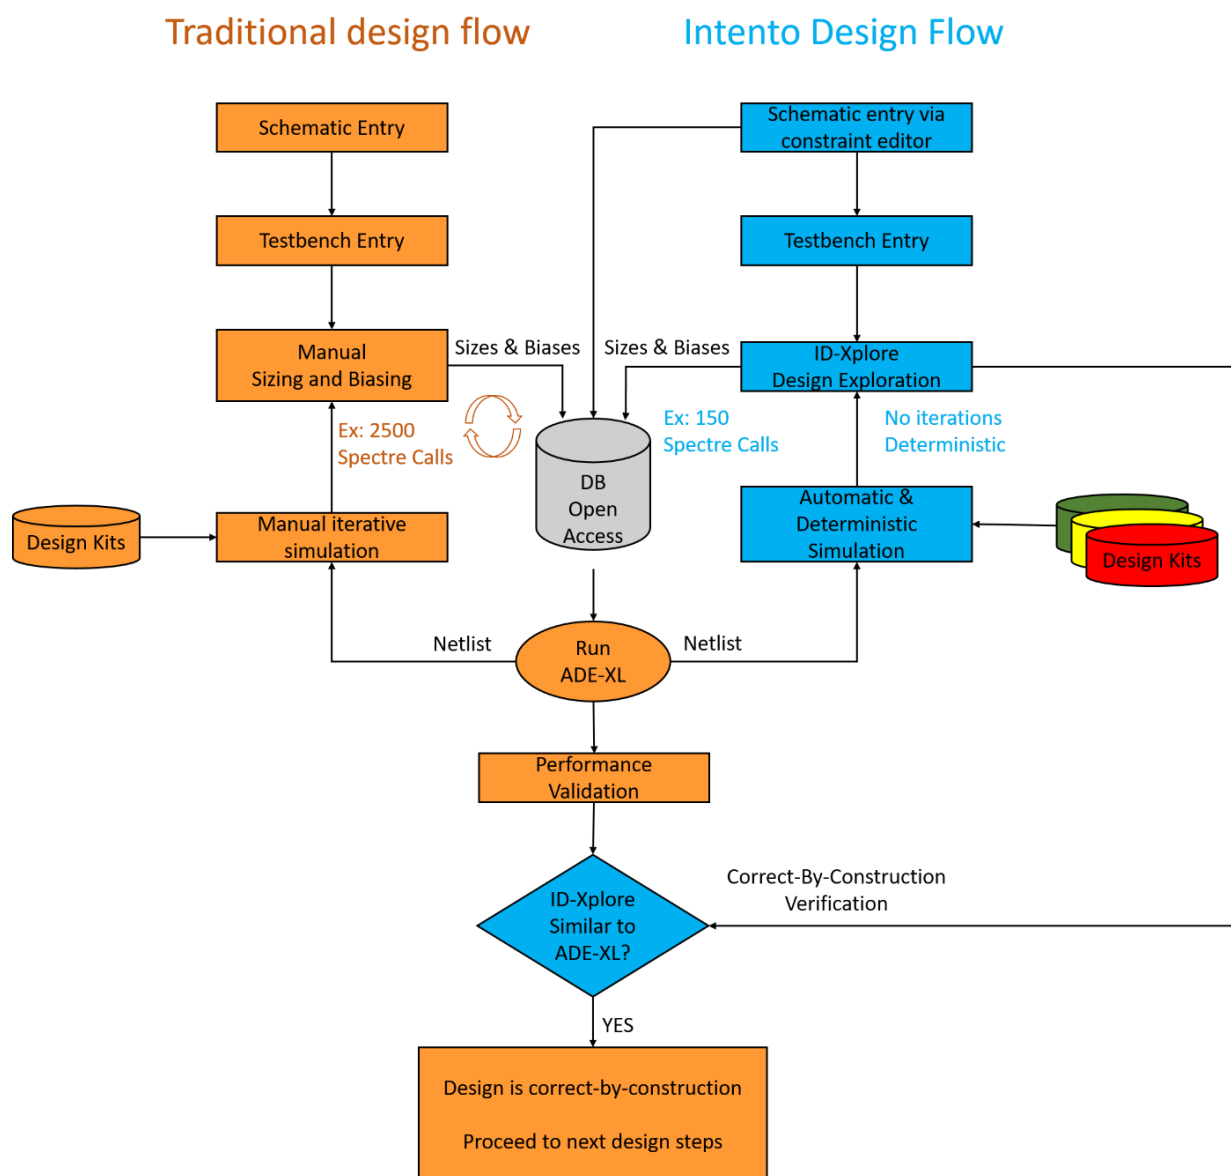 Traditional design flow
Intento Design Flow
Schematic Entry
Schematic entry via
constraint editor
Testbench Entry
Testbench Entry
Manual
Sizing and Biasing
Sizes & Biases
Sizes & Biases
ID-Xplore
Design Exploration
Ex: 2500
Spectre Calls
Ex: 150
Spectre Calls
No iterations
Deterministic
DB
Open
Access
Design Kits
Manual iterative
simulation
Automatic &
Deterministic
Simulation
Design Kits
Netlist
Run
ADE-XL
Netlist
Performance
Validation
ID-Xplore
Similar to
ADE-XL?
Correct-By-Construction
Verification
YES
Design is correct-by-construction
Proceed to next design steps